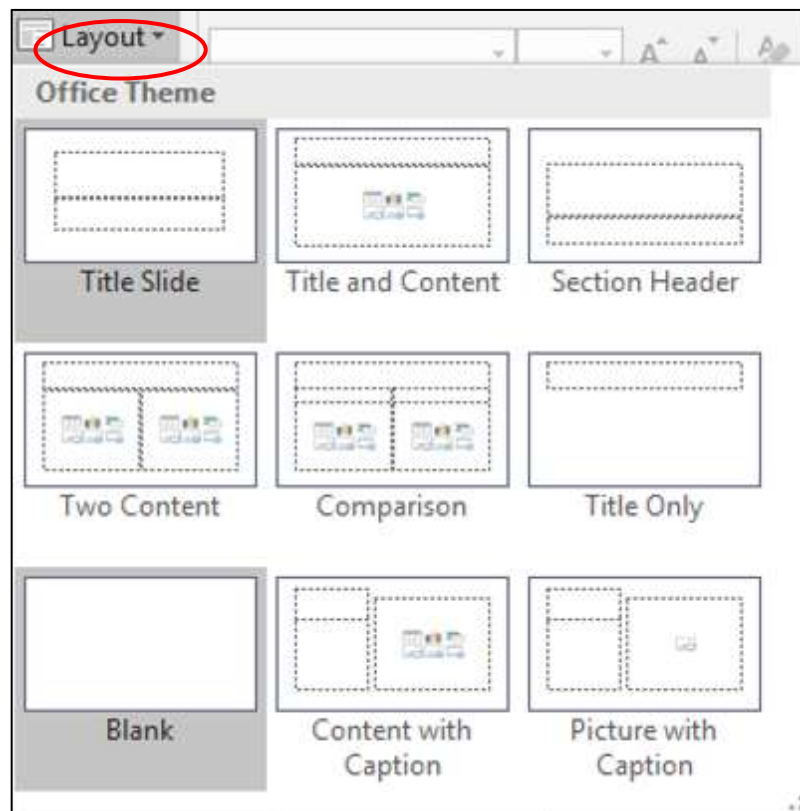 Layout
Office Theme
Title Slide
Title and Content
Section Header
Two Content
Comparison
Title Only
Blank
Content with
Caption
Picture with
Caption